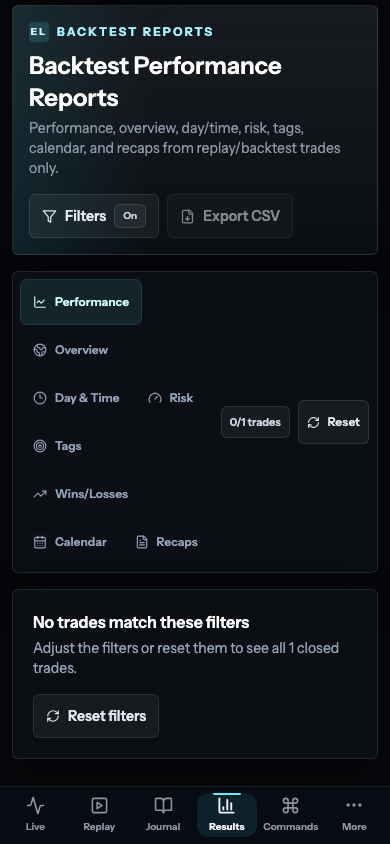 EL BACKTEST REPORTS
Backtest Performance
Reports
Performance, overview, day/time, risk, tags,
calendar, and recaps from replay/backtest trades
only.
Filters On Export CSV
Performance
Overview
Day & Time Risk
0/1 trades Reset
Tags
Wins/Losses
Calendar Recaps
No trades match these filters
Adjust the filters or reset them to see all 1 closed
trades.
Reset filters
Live Replay Journal Results Commands More